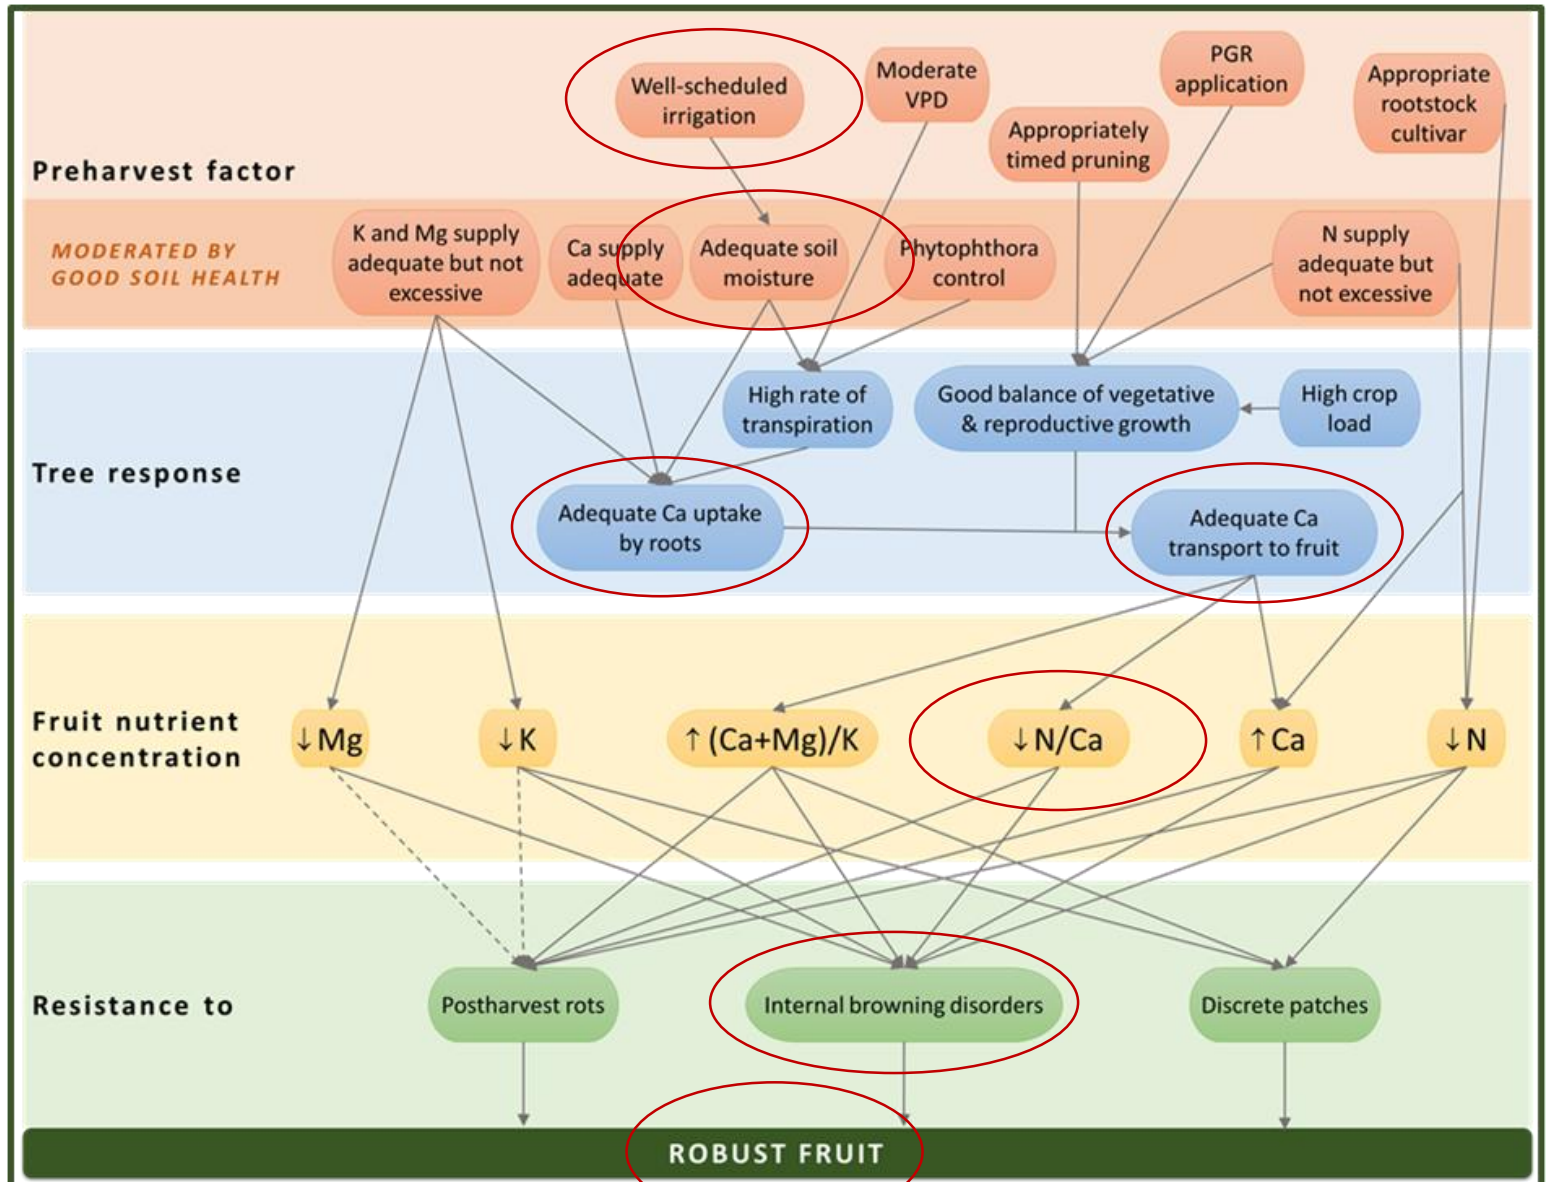 Preharvest factor
Well-scheduled
irrigation
Moderate
VPD
Appropriately
timed pruning
PGR
application
Appropriate
rootstock
cultivar
MODERATED BY
GOOD SOIL HEALTH
K and Mg supply
adequate but not
excessive
Ca supply
adequate
Adequate soil
moisture
Phytophthora
control
N supply
adequate but
not excessive
Tree response
High rate of
transpiration
Good balance of vegetative
& reproductive growth
High crop
load
Adequate Ca uptake
by roots
Adequate Ca
transport to fruit
Fruit nutrient
concentration
↓Mg
↓K
↑(Ca+Mg)/K
↓N/Ca
↑Ca
↓N
Resistance to
Postharvest rots
Internal browning disorders
Discrete patches
ROBUST FRUIT